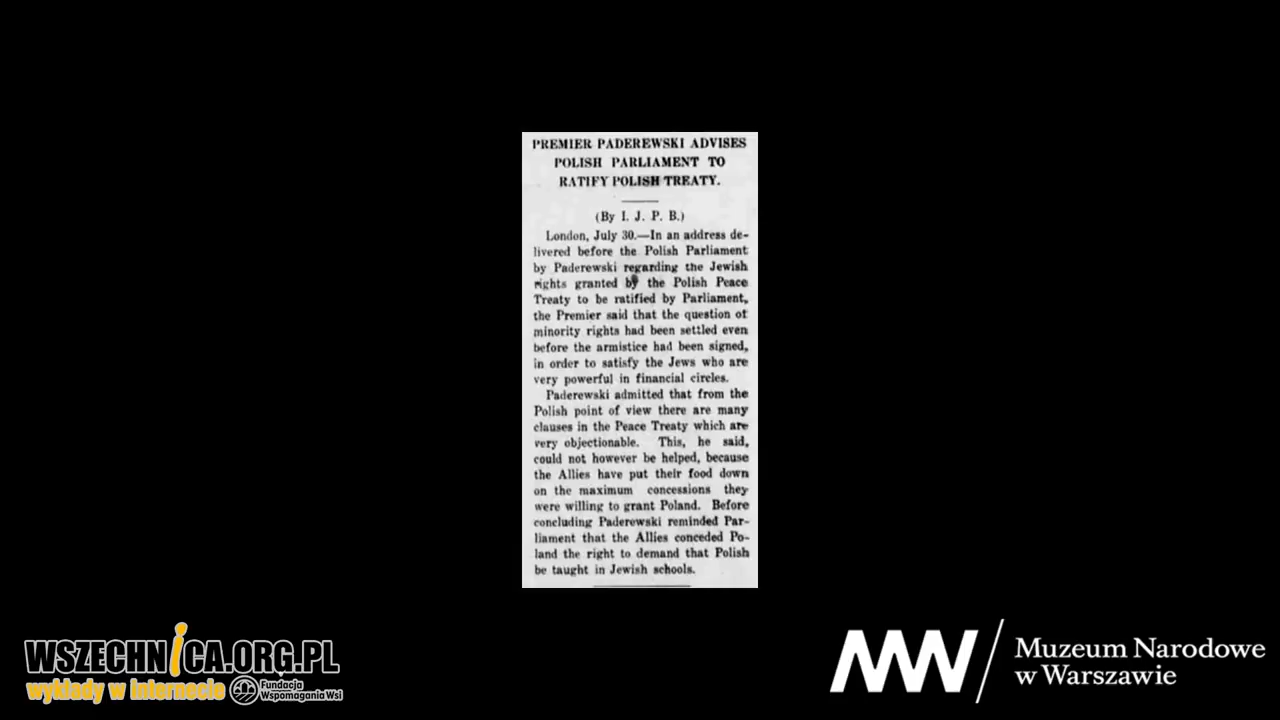 PREMIER PADEREWSKI ADVISES
POLISH PARLIAMENT TO
RATIFY POLISH TREATY.
(By I. J. P. B.)
London, July 30.—In an address de-
livered before the Polish Parliament
by Paderewski regarding the Jewish
rights granted by the Polish Peace
Treaty to be ratified by Parliament,
the Premier said that the question of
minority rights had been settled even
before the armistice had been signed,
in order to satisfy the Jews who are
very powerful in financial circles.
Paderewski admitted that from the
Polish point of view there are many
clauses in the Peace Treaty which are
very objectionable. This, he said,
could not however be helped, because
the Allies have put their food down
on the maximum concessions they
were willing to grant Poland. Before
concluding Paderewski reminded Par-
liament that the Allies conceded Po-
land the right to demand that Polish
be taught in Jewish schools.
WSZECHNICA.ORG.PL
wykłady w internecie
Fundacja
Wspomagania Wsi
MNW
Muzeum Narodowe
w Warszawie